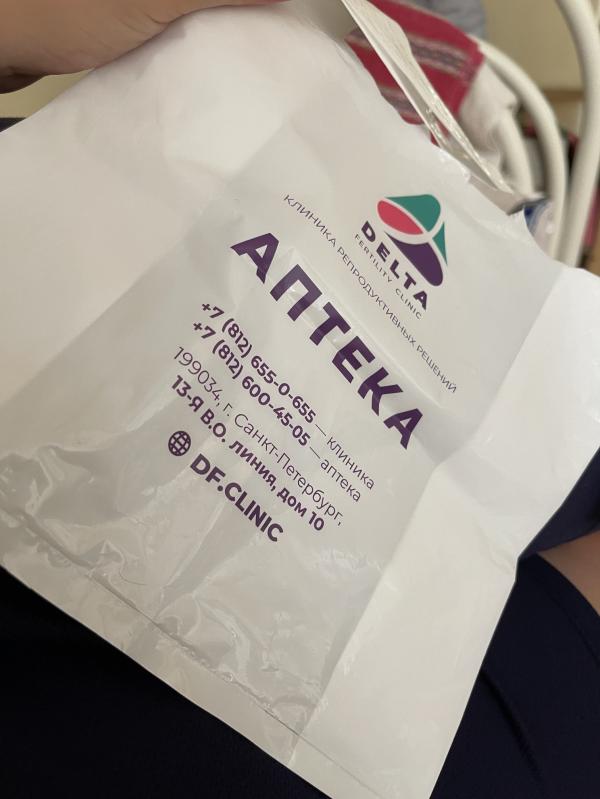 DELTA
FERTILITY CLINIC
КЛИНИКА РЕПРОДУКТИВНЫХ РЕШЕНИЙ
АПТЕКА
+7 (812) 655-0-655 — клиника
+7 (812) 600-45-05 — аптека
199034, г. Санкт-Петербург,
13-Я В.О. линия, дом 10
DF.CLINIC